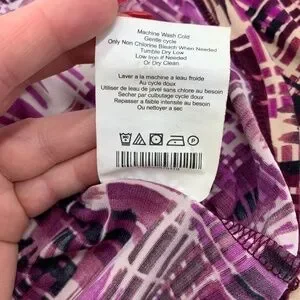 Machine Wash Cold
Gentle cycle
Only Non Chlorine Bleach When Needed
Tumble Dry Low
Low Iron if Needed
Or Dry Clean
Laver a la machine a leau froide
Au cycle doux
Utiliser de leau de javel sans chlore au besoin
Sécher par culbutage cycle doux
Repasser a faible intensite au besoin
Ou nettoyer a sec
P